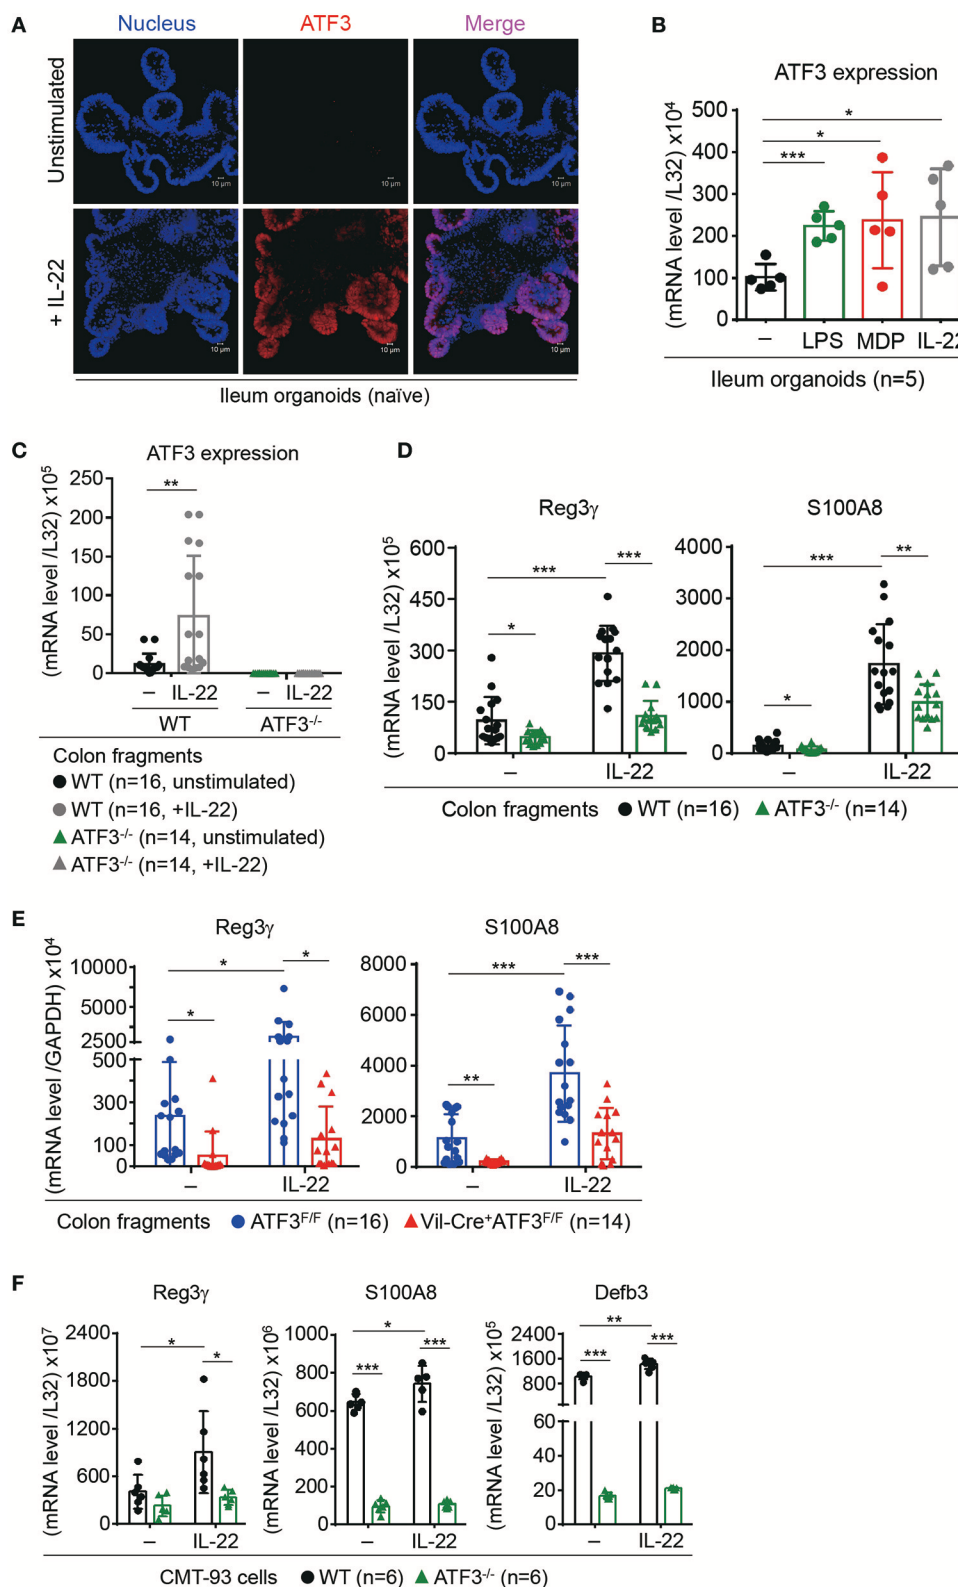 A
Nucleus ATF3 Merge
Unstimulated
10 µm 10 µm 10 µm
+ IL-22
10 µm 10 µm 10 µm
Ileum organoids (naïve)
B
ATF3 expression
(mRNA level /L32) x10⁴
500
400
300
200
100
0
*
*
***
– LPS MDP IL-22
Ileum organoids (n=5)
C
ATF3 expression
(mRNA level /L32) x10⁵
250
200
150
100
50
0
**
– IL-22 – IL-22
WT ATF3⁻/⁻
Colon fragments
WT (n=16, unstimulated)
WT (n=16, +IL-22)
ATF3⁻/⁻ (n=14, unstimulated)
ATF3⁻/⁻ (n=14, +IL-22)
D
Reg3γ
(mRNA level /L32) x10⁵
600
450
300
150
0
***
***
*
– IL-22
S100A8
4000
3000
2000
1000
0
**
***
*
– IL-22
Colon fragments WT (n=16) ATF3⁻/⁻ (n=14)
E
Reg3γ
(mRNA level /GAPDH) x10⁴
10000
5000
2500
500
300
100
0
*
*
*
– IL-22
S100A8
8000
6000
4000
2000
0
***
***
**
– IL-22
Colon fragments ATF3F/F (n=16) Vil-Cre⁺ATF3F/F (n=14)
F
Reg3γ
(mRNA level /L32) x10⁷
2400
1800
1200
600
0
*
*
– IL-22
S100A8
(mRNA level /L32) x10⁶
1000
800
600
400
200
0
*
***
***
– IL-22
Defb3
(mRNA level /L32) x10⁵
2400
1600
800
60
40
20
0
**
***
***
– IL-22
CMT-93 cells WT (n=6) ATF3⁻/⁻ (n=6)